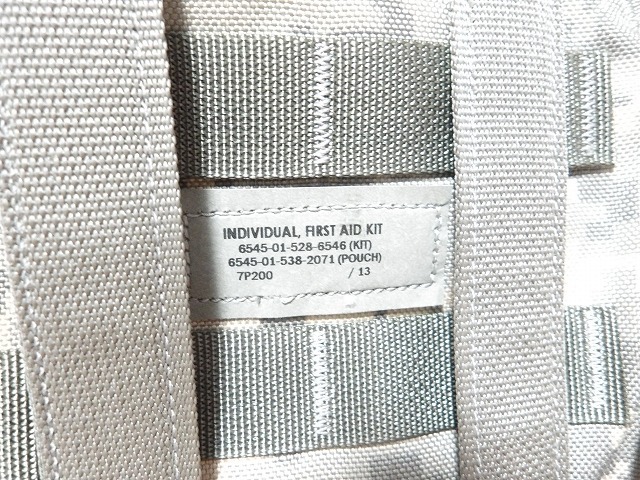 INDIVIDUAL, FIRST AID KIT
6545-01-528-6546 (KIT)
6545-01-538-2071 (POUCH)
7P200 / 13